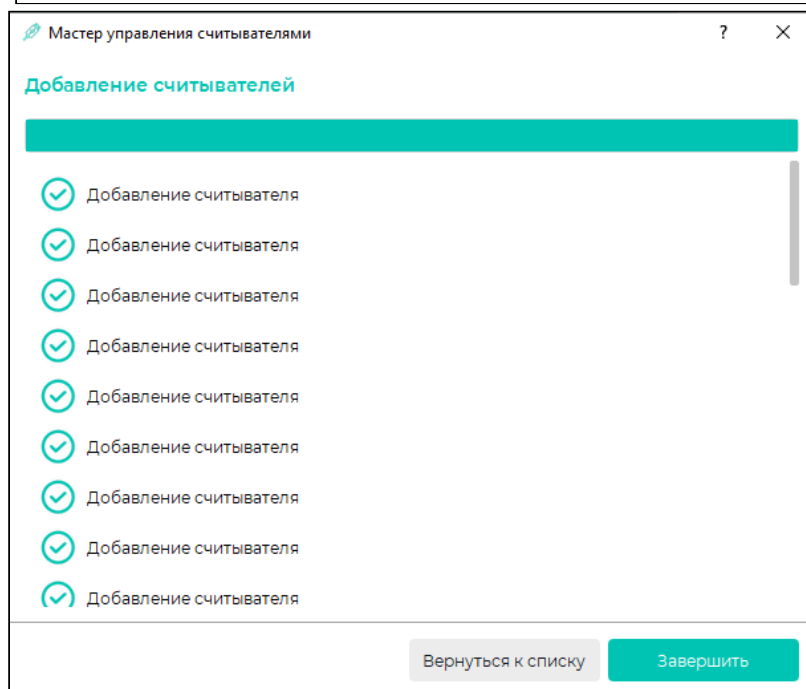 Мастер управления считывателями
?
Добавление считывателей
Добавление считывателя
Добавление считывателя
Добавление считывателя
Добавление считывателя
Добавление считывателя
Добавление считывателя
Добавление считывателя
Добавление считывателя
Добавление считывателя
Вернуться к списку
Завершить